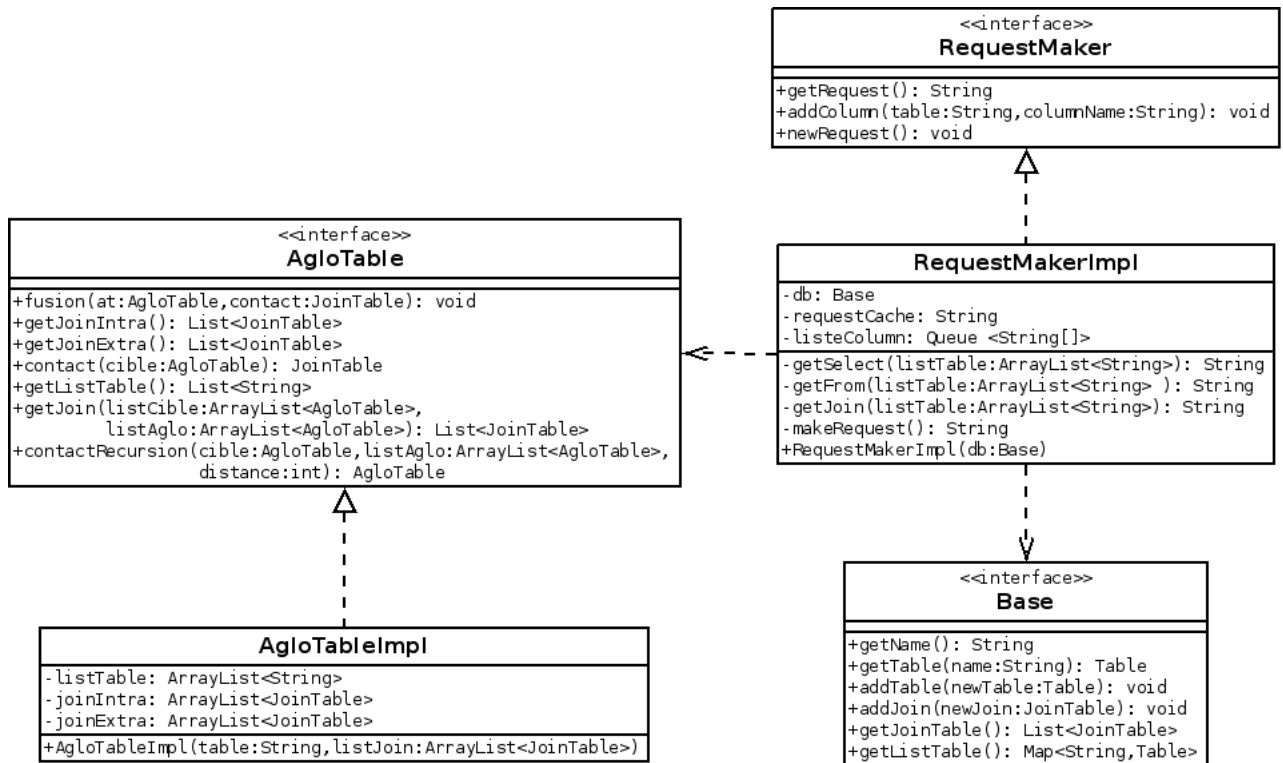 <<interface>>
RequestMaker
+getRequest(): String
+addColumn(table:String,columnName:String): void
+newRequest(): void
<<interface>>
AgloTable
+fusion(at:AgloTable,contact:JoinTable): void
+getJoinIntra(): List<JoinTable>
+getJoinExtra(): List<JoinTable>
+contact(cible:AgloTable): JoinTable
+getListTable(): List<String>
+getJoin(listCible:ArrayList<AgloTable>,
listAglo:ArrayList<AgloTable>): List<JoinTable>
+contactRecursion(cible:AgloTable,listAglo:ArrayList<AgloTable>,
distance:int): AgloTable
RequestMakerImpl
-db: Base
-requestCache: String
-listeColumn: Queue <String[]>
-getSelect(listTable:ArrayList<String>): String
-getFrom(listTable:ArrayList<String> ): String
-getJoin(listTable:ArrayList<String>): String
-makeRequest(): String
+RequestMakerImpl(db:Base)
AgloTableImpl
-listTable: ArrayList<String>
-joinIntra: ArrayList<JoinTable>
-joinExtra: ArrayList<JoinTable>
+AgloTableImpl(table:String,listJoin:ArrayList<JoinTable>)
<<interface>>
Base
+getName(): String
+getTable(name:String): Table
+addTable(newTable:Table): void
+addJoin(newJoin:JoinTable): void
+getJoinTable(): List<JoinTable>
+getListTable(): Map<String,Table>